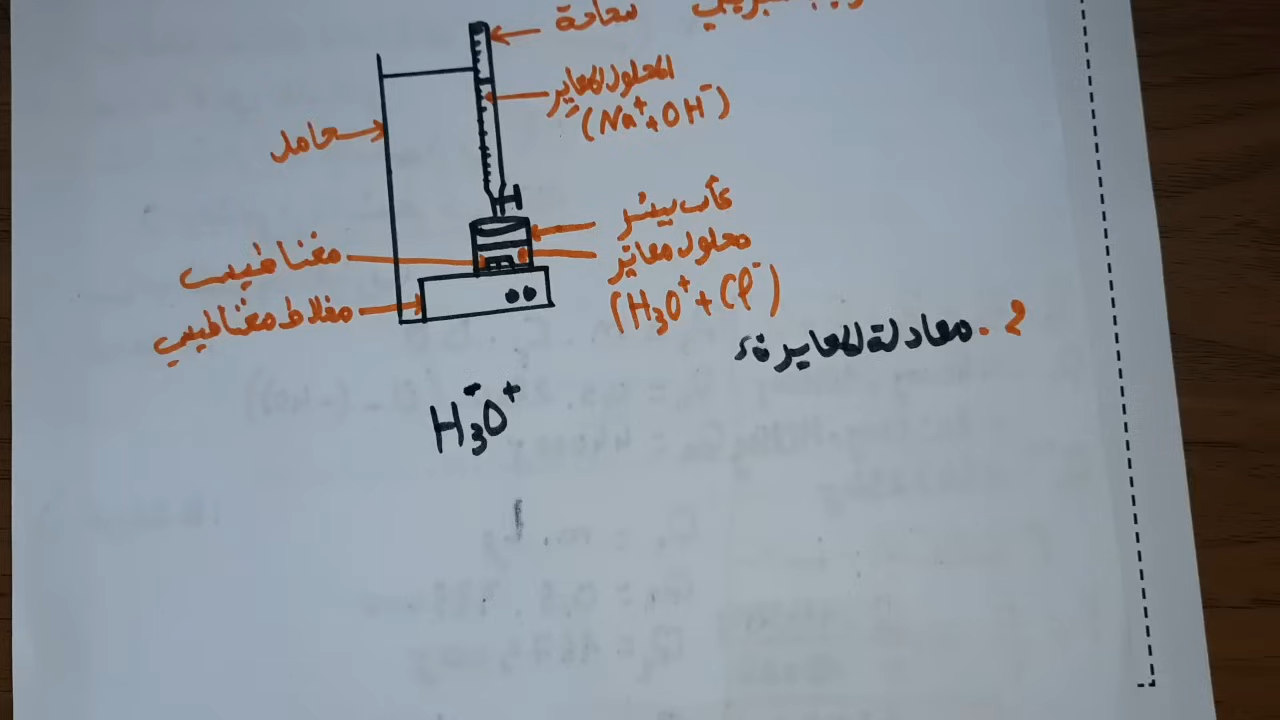 سحاحة
المحلول المعاير
(Na⁺+OH⁻)
حامل
كأس بيشر
محلول معاير
(H₃O⁺+Cl⁻)
مغناطيس
مخلاط مغناطيسي
2. معادلة المعايرة:
H₃O⁺